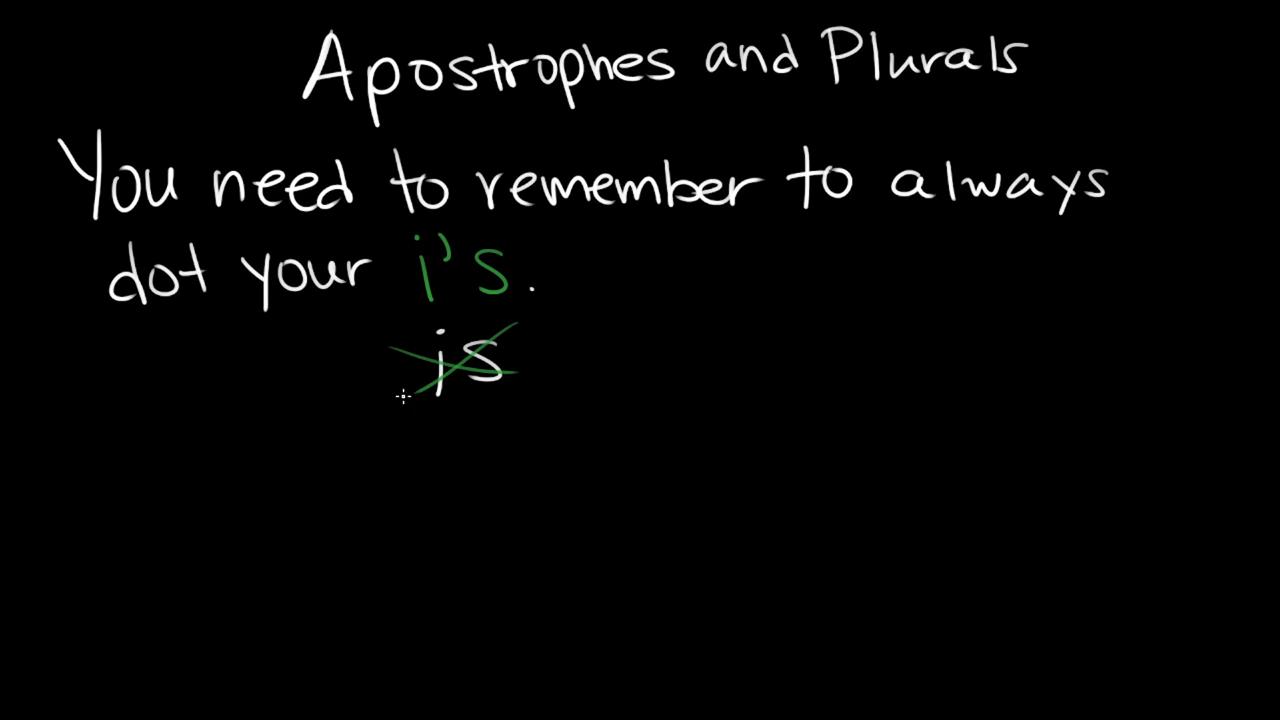 Apostrophes and Plurals
You need to remember to always
dot your i's.
is